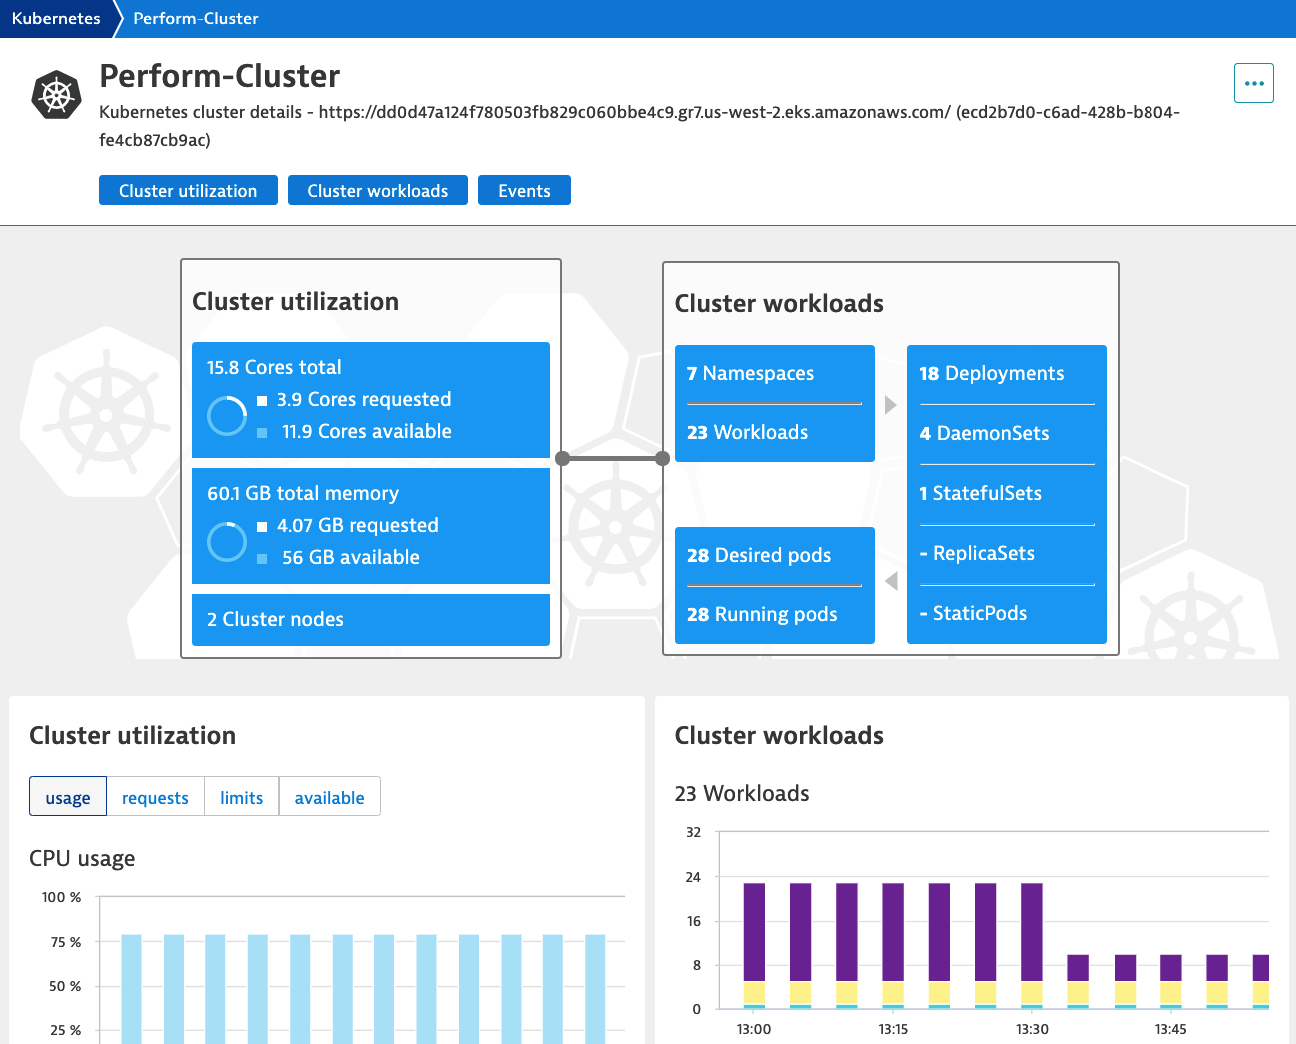 Kubernetes
Perform-Cluster
Perform-Cluster
...
Kubernetes cluster details - https://dd0d47a124f780503fb829c060bbe4c9.gr7.us-west-2.eks.amazonaws.com/ (ecd2b7d0-c6ad-428b-b804-
fe4cb87cb9ac)
Cluster utilization
Cluster workloads
Events
Cluster utilization
15.8 Cores total
3.9 Cores requested
11.9 Cores available
60.1 GB total memory
4.07 GB requested
56 GB available
2 Cluster nodes
Cluster workloads
7 Namespaces
23 Workloads
18 Deployments
4 DaemonSets
1 StatefulSets
- ReplicaSets
- StaticPods
28 Desired pods
28 Running pods
Cluster utilization
usage
requests
limits
available
CPU usage
100 %
75 %
50 %
25 %
Cluster workloads
23 Workloads
32
24
16
8
0
13:00
13:15
13:30
13:45